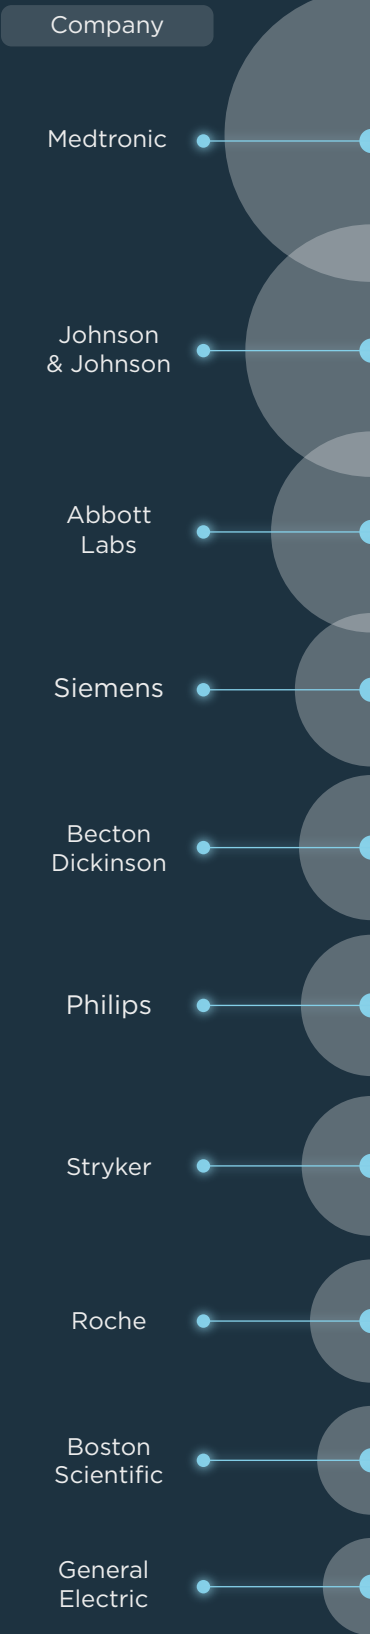 Company
Medtronic
Johnson
& Johnson
Abbott
Labs
Siemens
Becton
Dickinson
Philips
Stryker
Roche
Boston
Scientific
General
Electric